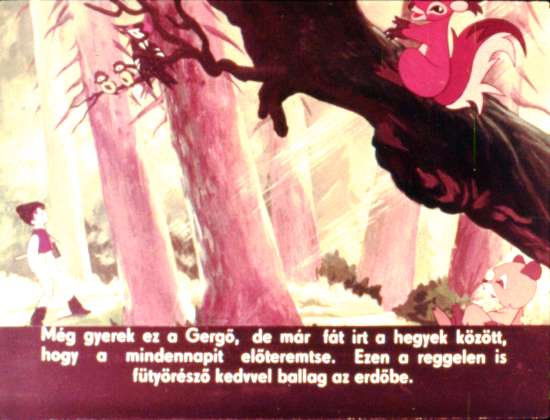 Még gyerek ez a Gergő, de már fát irt a hegyek között,
hogy a mindennapit előteremtse. Ezen a reggelen is
fütyörésző kedvvel ballag az erdőbe.